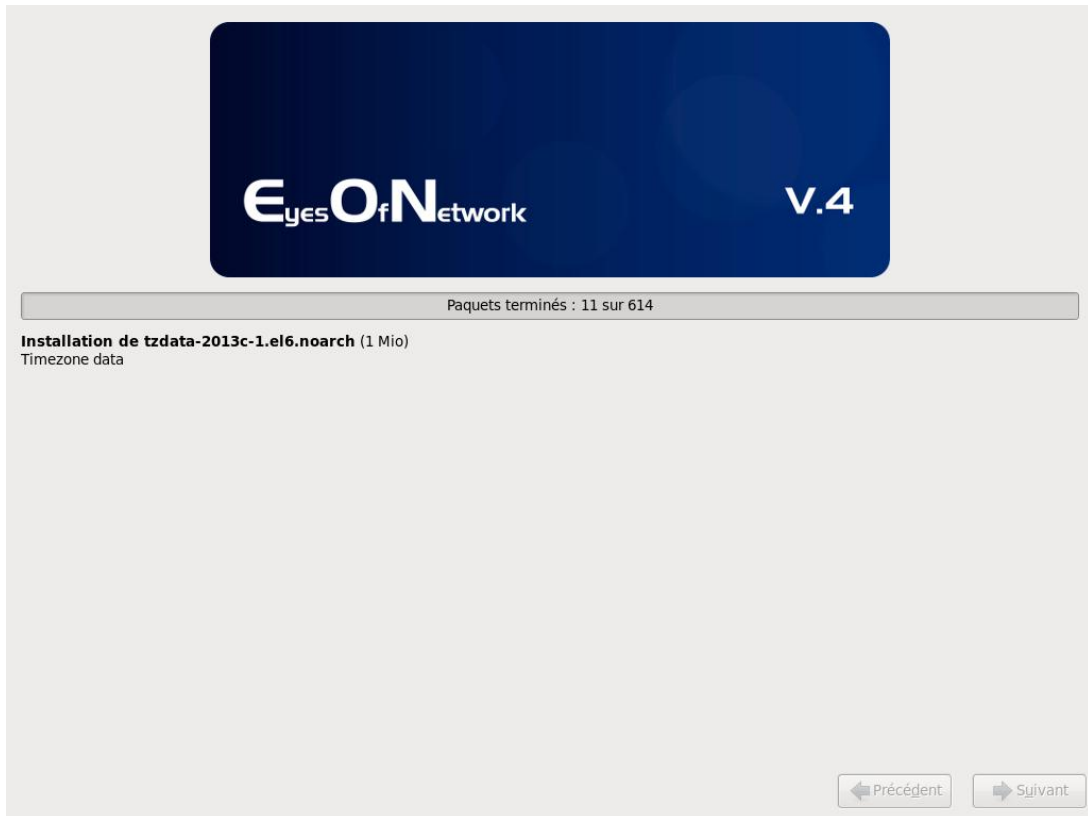 EyesOfNetwork V.4
Paquets terminés : 11 sur 614
Installation de tzdata-2013c-1.el6.noarch (1 Mio)
Timezone data
Précédent Suivant